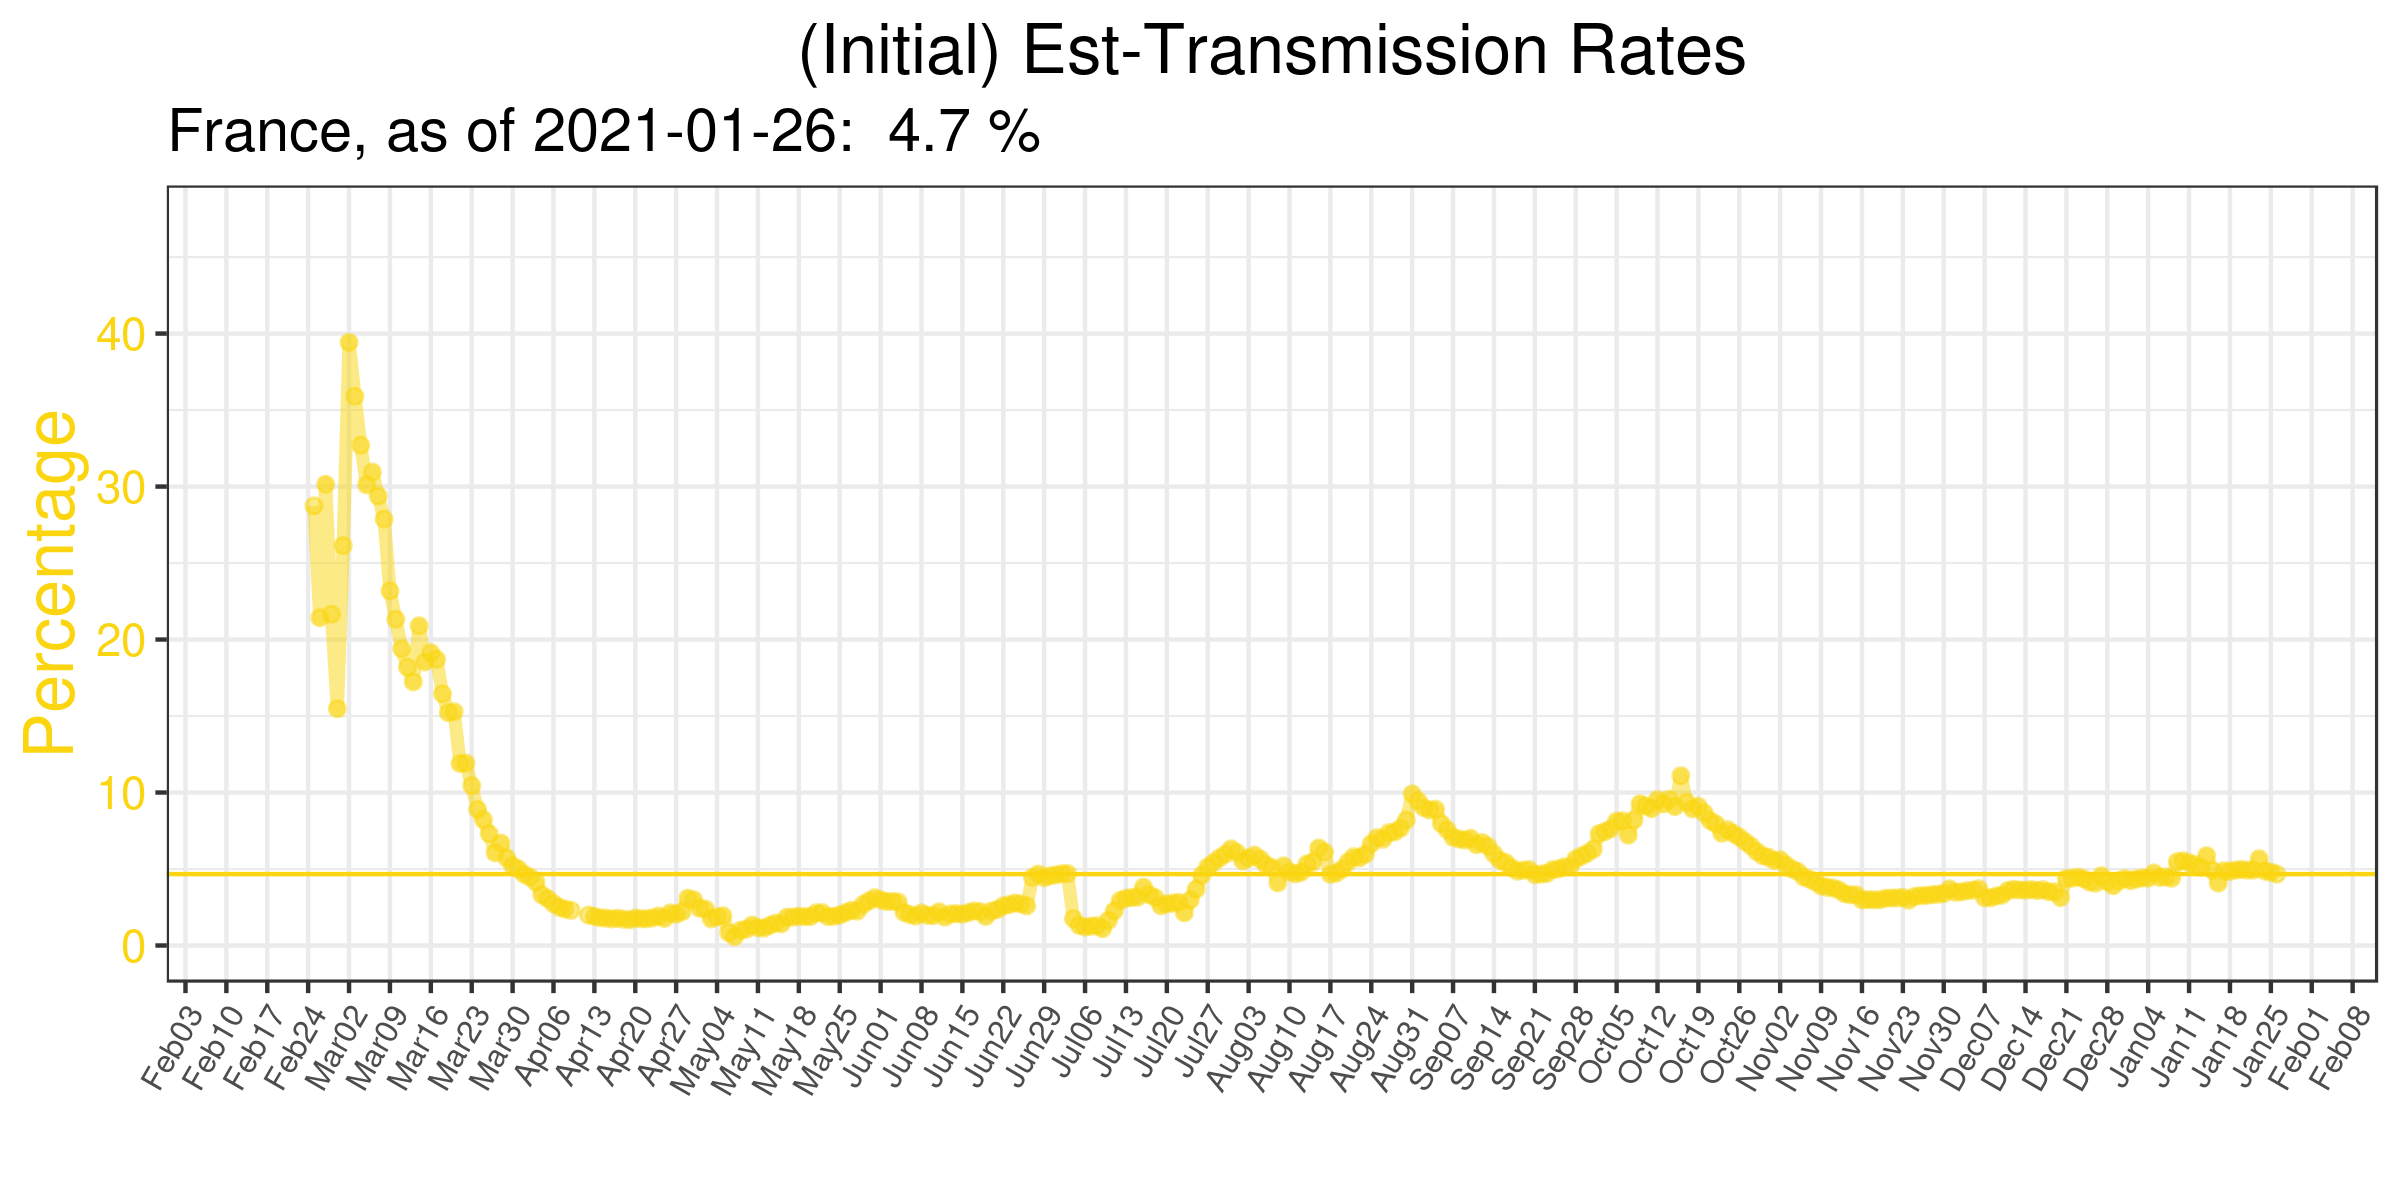 (Initial) Est-Transmission Rates
France, as of 2021-01-26:  4.7 %
Percentage
40
30
20
10
0
Feb03
Feb10
Feb17
Feb24
Mar02
Mar09
Mar16
Mar23
Mar30
Apr06
Apr13
Apr20
Apr27
May04
May11
May18
May25
Jun01
Jun08
Jun15
Jun22
Jun29
Jul06
Jul13
Jul20
Jul27
Aug03
Aug10
Aug17
Aug24
Aug31
Sep07
Sep14
Sep21
Sep28
Oct05
Oct12
Oct19
Oct26
Nov02
Nov09
Nov16
Nov23
Nov30
Dec07
Dec14
Dec21
Dec28
Jan04
Jan11
Jan18
Jan25
Feb01
Feb08